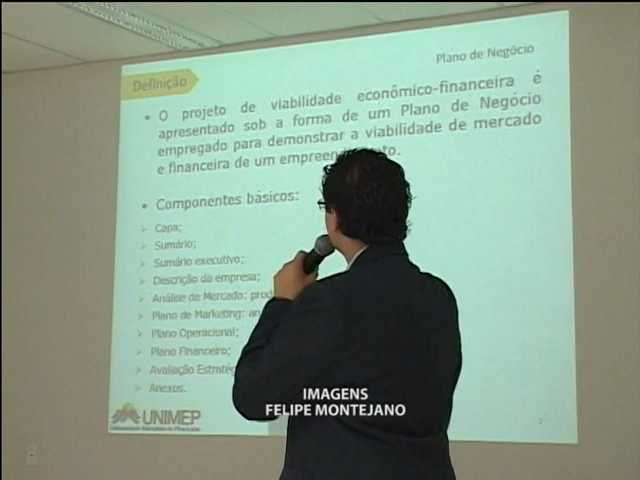 Plano de Negócio
Definição
• O projeto de viabilidade econômico-financeira é
apresentado sob a forma de um Plano de Negócio
empregado para demonstrar a viabilidade de mercado
e financeira de um
• Componentes básicos:
Capa;
Sumário;
Sumário executivo;
Descrição da empresa;
Análise de Mercado:
Plano de Marketing:
Plano Operacional;
Plano Financeiro;
Avaliação
Anexos.
UNIMEP
2
IMAGENS
FELIPE MONTEJANO